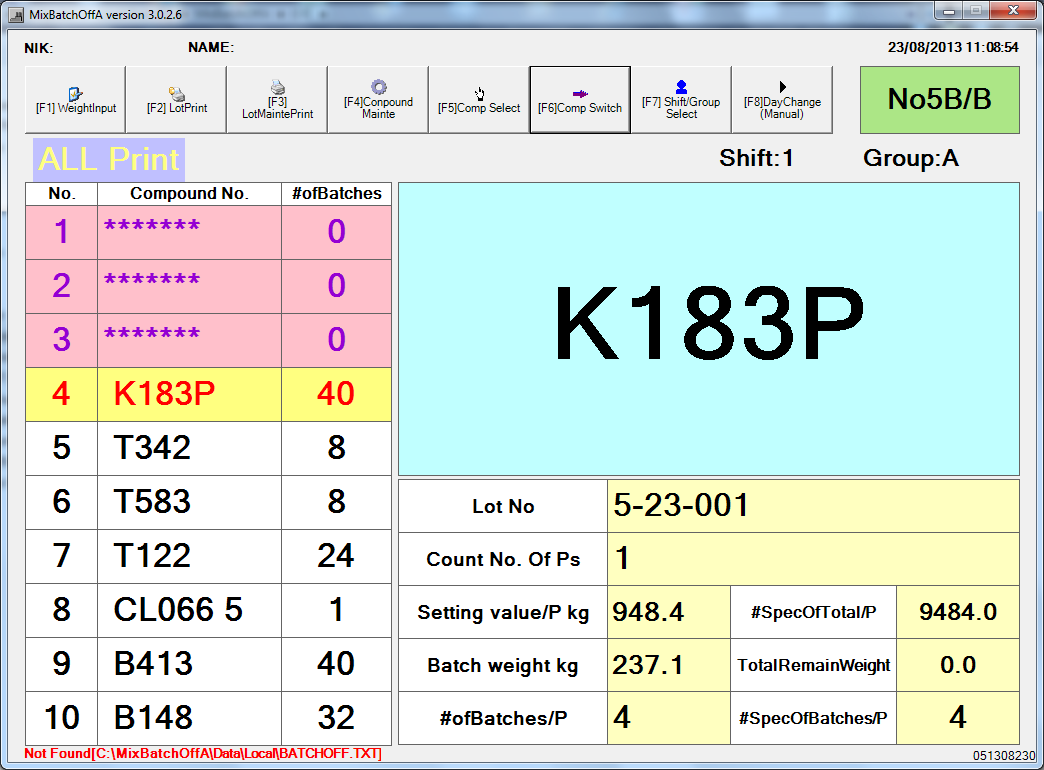 MixBatchOffA version 3.0.2.6
NIK: NAME: 23/08/2013 11:08:54
[F1] WeightInput
[F2] LotPrint
[F3]
LotMaintePrint
[F4]Conpound
Mainte
[F5]Comp Select
[F6]Comp Switch
[F7] Shift/Group
Select
[F8]DayChange
(Manual)
No5B/B
ALL Print
Shift:1 Group:A
No. Compound No. #ofBatches
1 ******* 0
2 ******* 0
3 ******* 0
4 K183P 40
5 T342 8
6 T583 8
7 T122 24
8 CL066 5 1
9 B413 40
10 B148 32
K183P
Lot No 5-23-001
Count No. Of Ps 1
Setting value/P kg 948.4 #SpecOfTotal/P 9484.0
Batch weight kg 237.1 TotalRemainWeight 0.0
#ofBatches/P 4 #SpecOfBatches/P 4
Not Found[C:\MixBatchOffA\Data\Local\BATCHOFF.TXT]
051308230